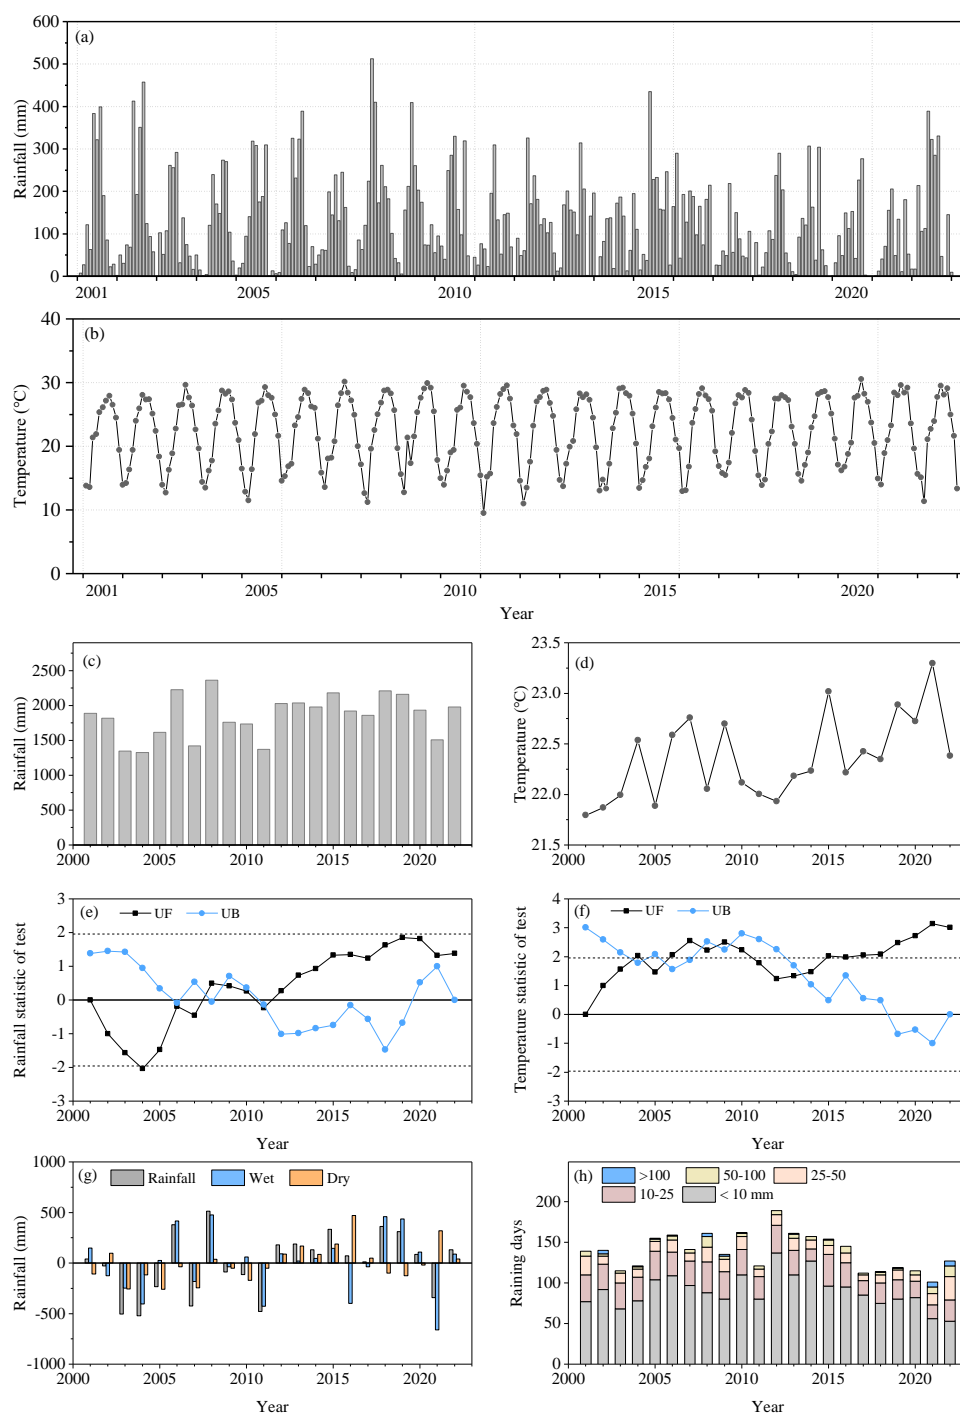 (a)
Rainfall (mm)
600
500
400
300
200
100
0
2001 2005 2010 2015 2020
(b)
Temperature (°C)
40
30
20
10
0
2001 2005 2010 2015 2020
Year
(c)
Rainfall (mm)
2500
2000
1500
1000
500
0
2000 2005 2010 2015 2020
(d)
Temperature (°C)
23.5
23.0
22.5
22.0
21.5
2000 2005 2010 2015 2020
(e) UF UB
Rainfall statistic of test
3
2
1
0
-1
-2
-3
2000 2005 2010 2015 2020
Year
(f) UF UB
Temperature statistic of test
4
3
2
1
0
-1
-2
-3
2000 2005 2010 2015 2020
Year
(g) Rainfall Wet Dry
Rainfall (mm)
1000
500
0
-500
-1000
2000 2005 2010 2015 2020
Year
(h) >100 50-100 25-50
10-25 < 10 mm
Raining days
200
150
100
50
0
2000 2005 2010 2015 2020
Year